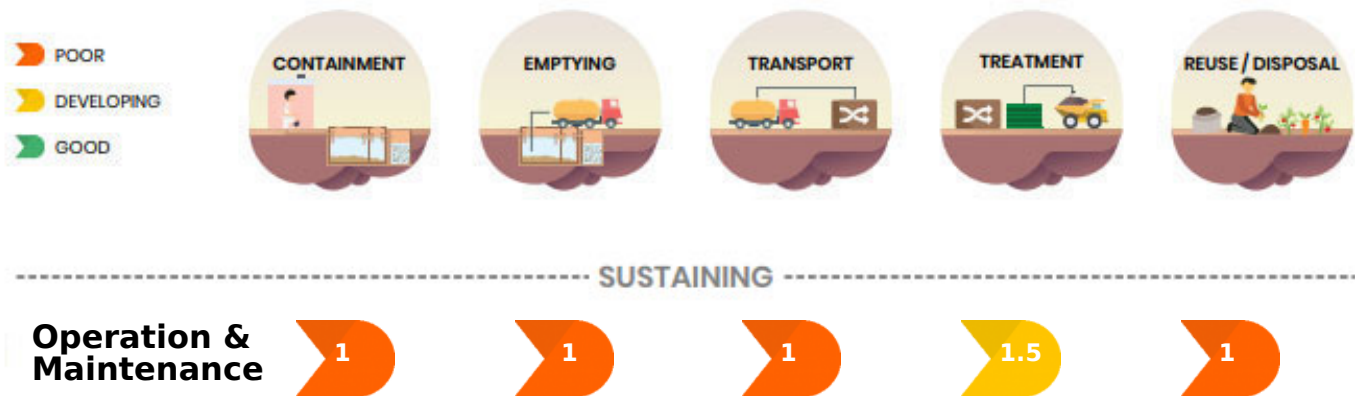 POOR
DEVELOPING
GOOD
CONTAINMENT
EMPTYING
TRANSPORT
TREATMENT
REUSE / DISPOSAL
SUSTAINING
Operation &
Maintenance
1
1
1
1.5
1